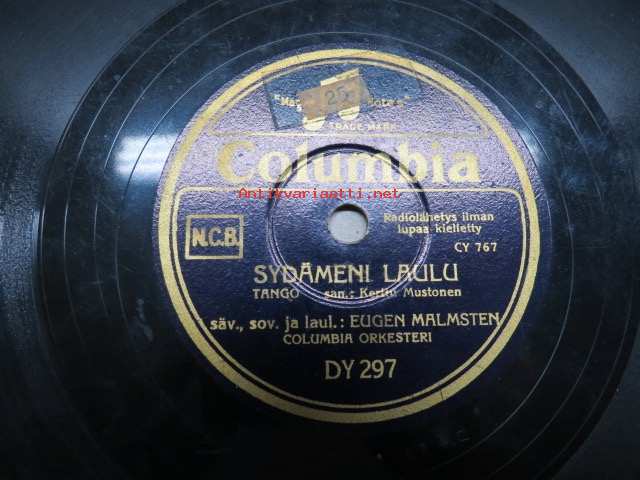 25
"Mag Notes"
TRADE MARK
Columbia
Antikvariaatti.net
Radiolähetys ilman
lupaa kielletty
N.C.B.
CY 767
SYDÄMENI LAULU
TANGO san.: Kerttu Mustonen
säv., sov. ja laul.: EUGEN MALMSTEN
COLUMBIA ORKESTERI
DY 297